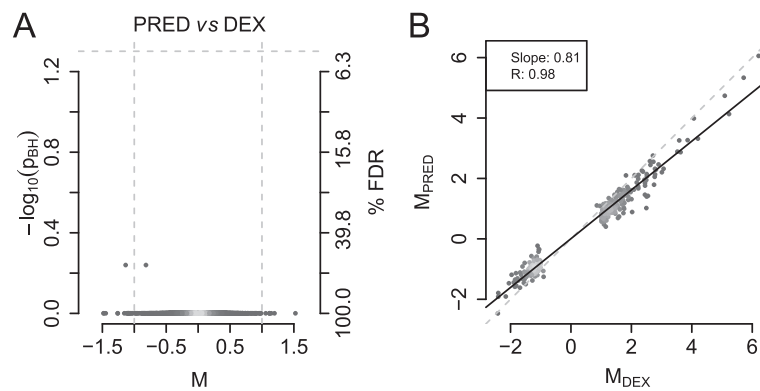 A
PRED vs DEX
−log10(pBH)
0.0 0.4 0.8 1.2
100.0 39.8 15.8 6.3
% FDR
−1.5 −0.5 0.5 1.5
M
B
Slope: 0.81
R: 0.98
MPRED
−2 0 2 4 6
−2 0 2 4 6
MDEX